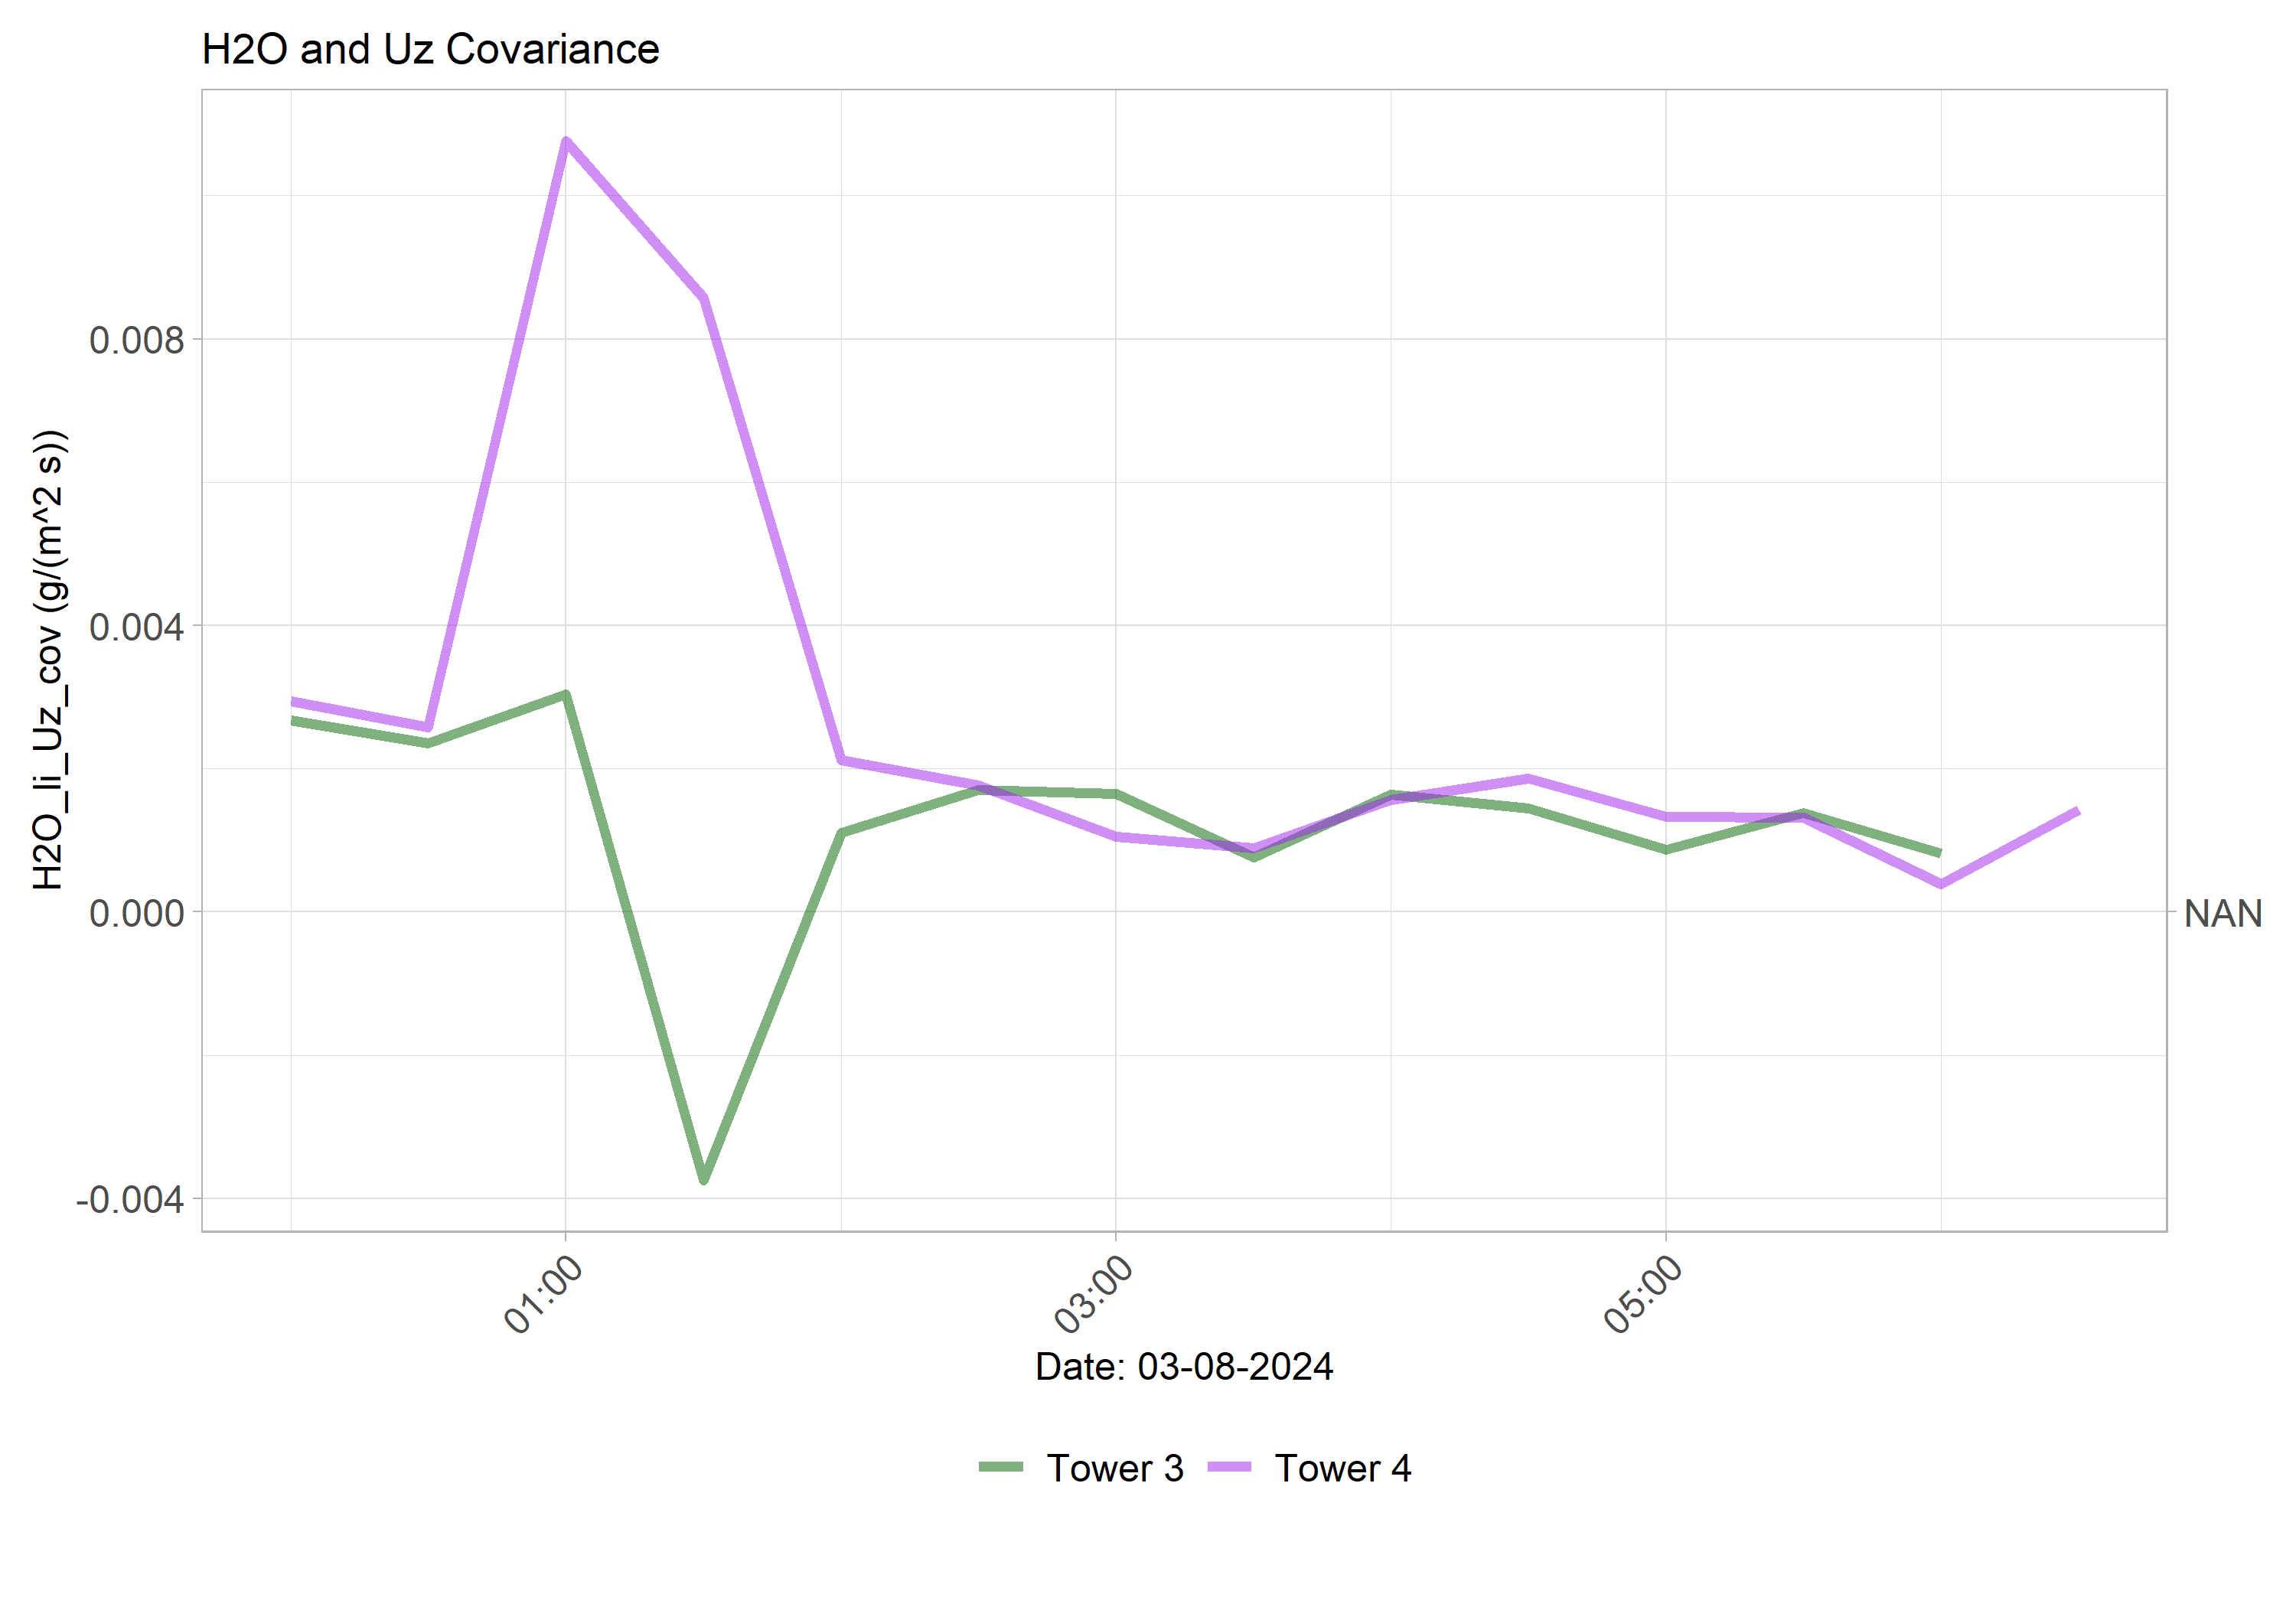 H2O and Uz Covariance
H2O_li_Uz_cov (g/(m^2 s))
0.008
0.004
0.000
-0.004
NAN
01:00
03:00
05:00
Date: 03-08-2024
Tower 3
Tower 4